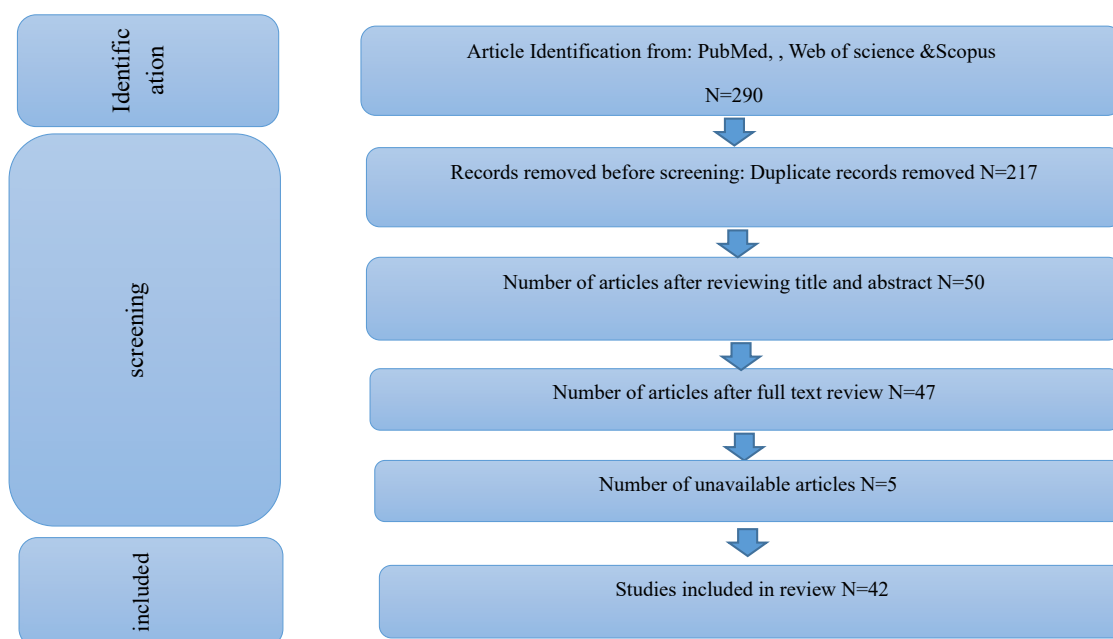 Identific
ation
Article Identification from: PubMed, , Web of science &Scopus
N=290
Records removed before screening: Duplicate records removed N=217
screening
Number of articles after reviewing title and abstract N=50
Number of articles after full text review N=47
Number of unavailable articles N=5
included
Studies included in review N=42